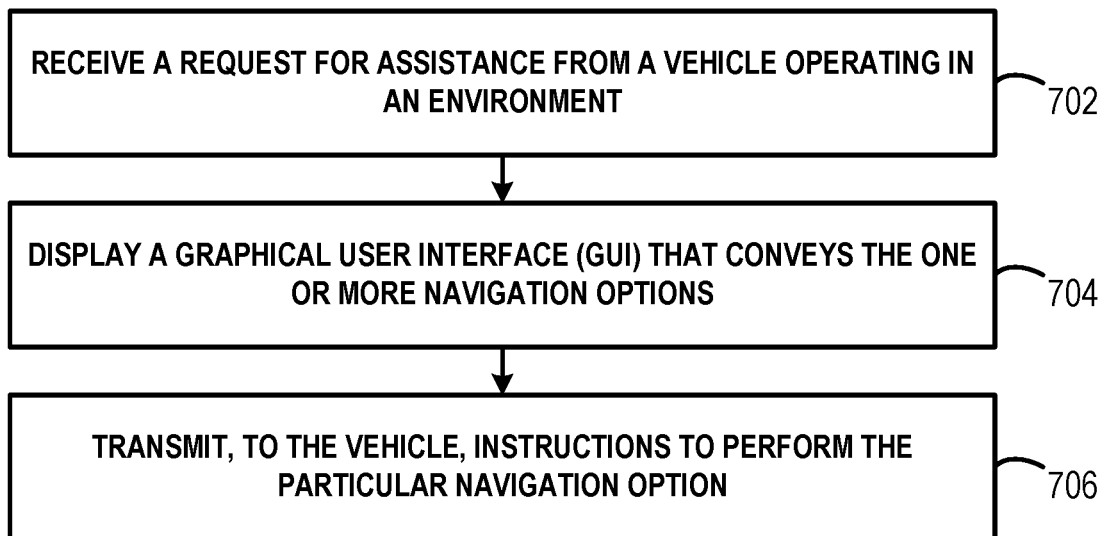 RECEIVE A REQUEST FOR ASSISTANCE FROM A VEHICLE OPERATING IN
AN ENVIRONMENT
702
DISPLAY A GRAPHICAL USER INTERFACE (GUI) THAT CONVEYS THE ONE
OR MORE NAVIGATION OPTIONS
704
TRANSMIT, TO THE VEHICLE, INSTRUCTIONS TO PERFORM THE
PARTICULAR NAVIGATION OPTION
706